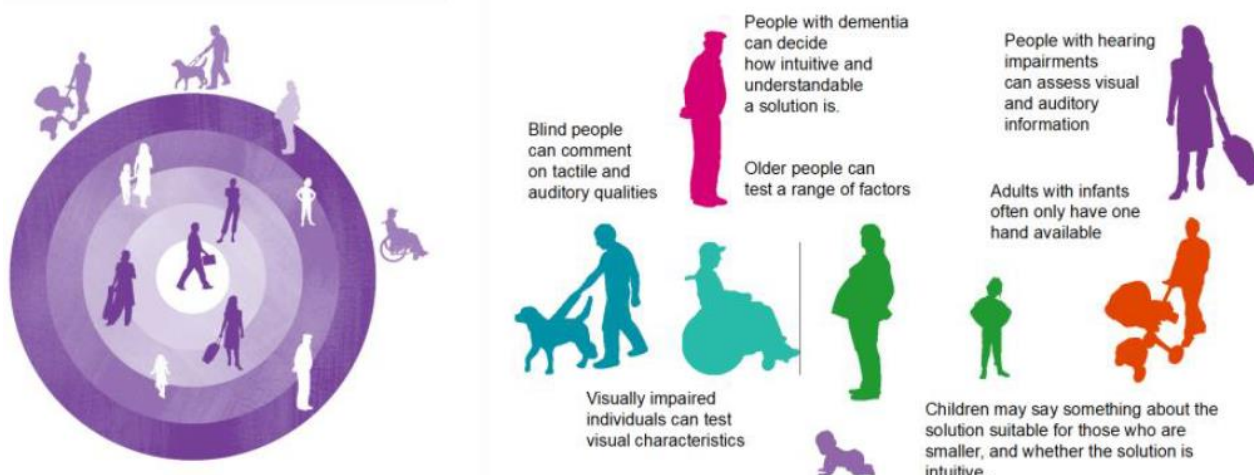 People with dementia
can decide
how intuitive and
understandable
a solution is.
People with hearing
impairments
can assess visual
and auditory
information
Blind people
can comment
on tactile and
auditory qualities
Older people can
test a range of factors
Adults with infants
often only have one
hand available
Visually impaired
individuals can test
visual characteristics
Children may say something about the
solution suitable for those who are
smaller, and whether the solution is
intuitive